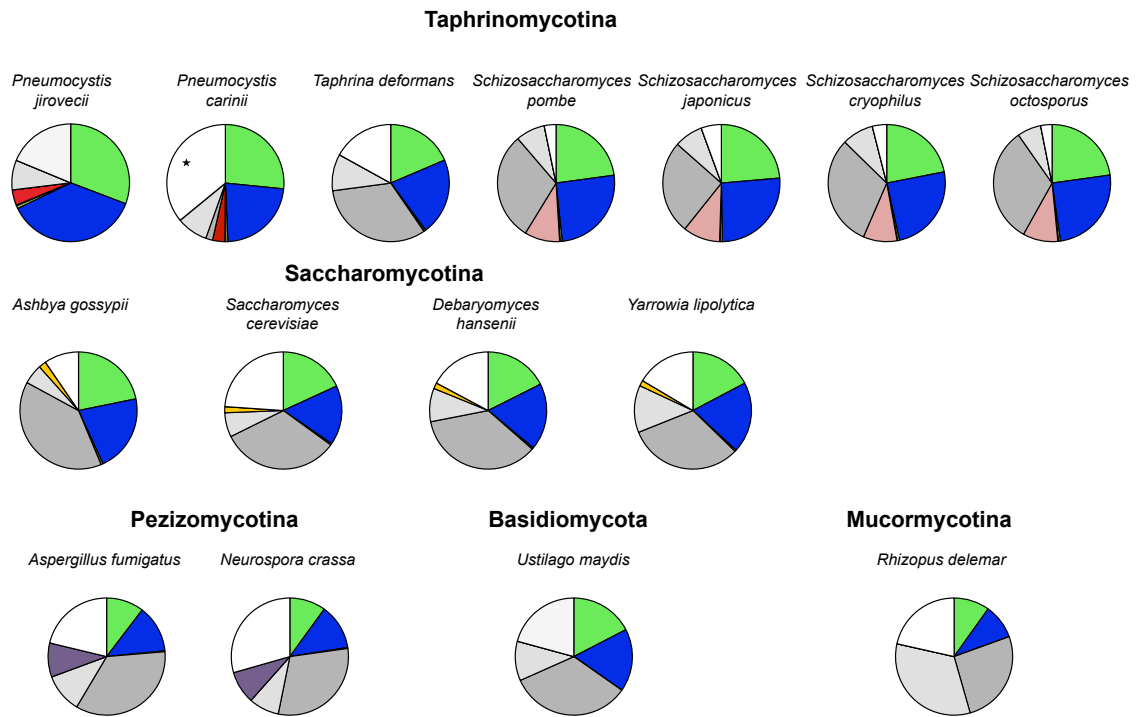 Taphrinomycotina
Pneumocystis
jirovecii
Pneumocystis
carinii
Taphrina deformans
Schizosaccharomyces
pombe
Schizosaccharomyces
japonicus
Schizosaccharomyces
cryophilus
Schizosaccharomyces
octosporus
★
Saccharomycotina
Ashbya gossypii
Saccharomyces
cerevisiae
Debaryomyces
hansenii
Yarrowia lipolytica
Pezizomycotina
Basidiomycota
Mucormycotina
Aspergillus fumigatus
Neurospora crassa
Ustilago maydis
Rhizopus delemar